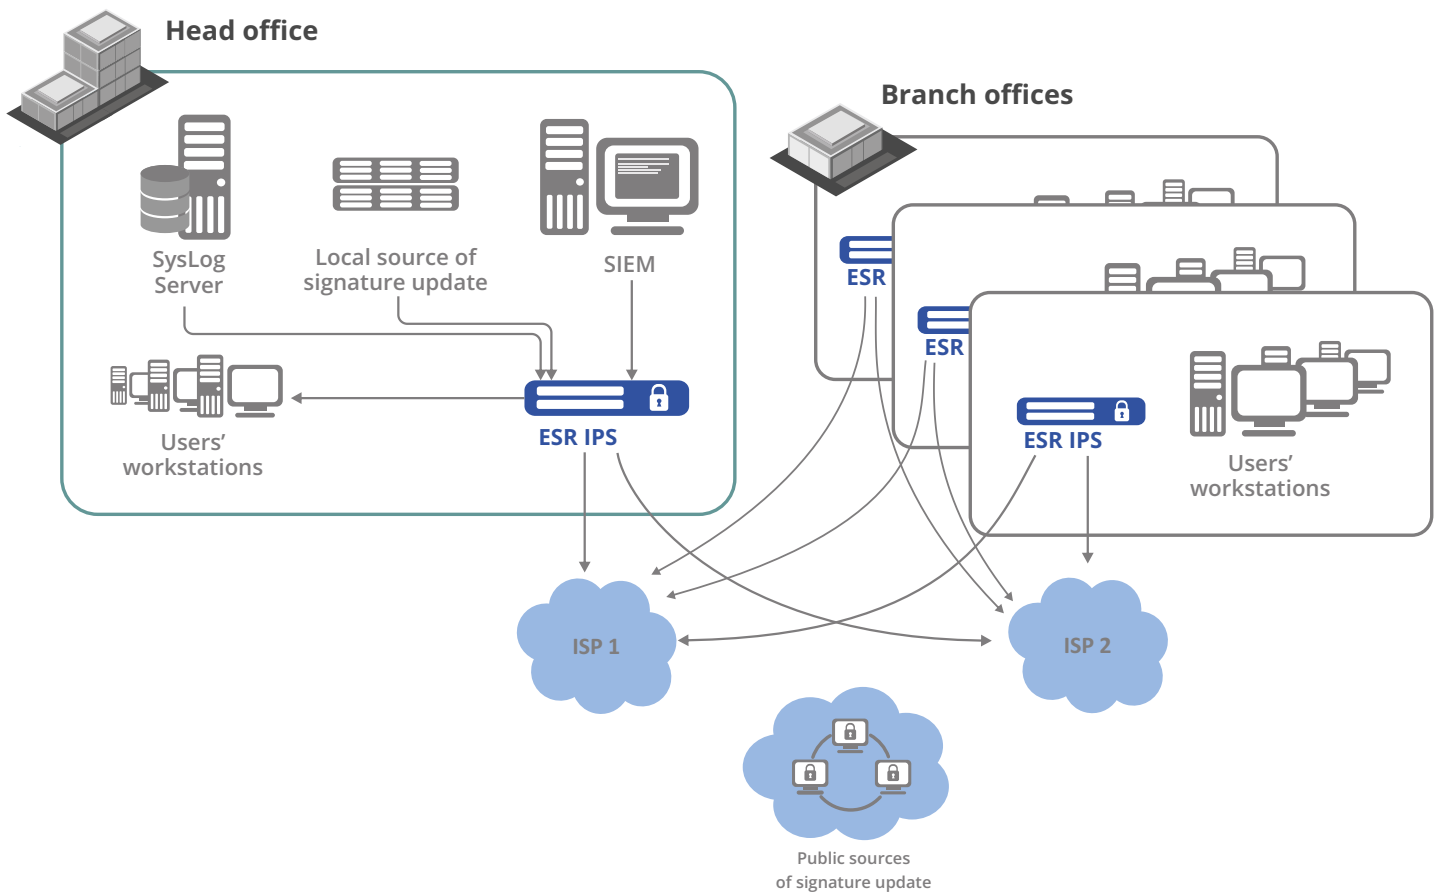 Head office
Branch offices
SysLog
Server
Local source of
signature update
SIEM
ESR
ESR
Users’
workstations
ESR IPS
ESR IPS
Users’
workstations
ISP 1
ISP 2
Public sources
of signature update